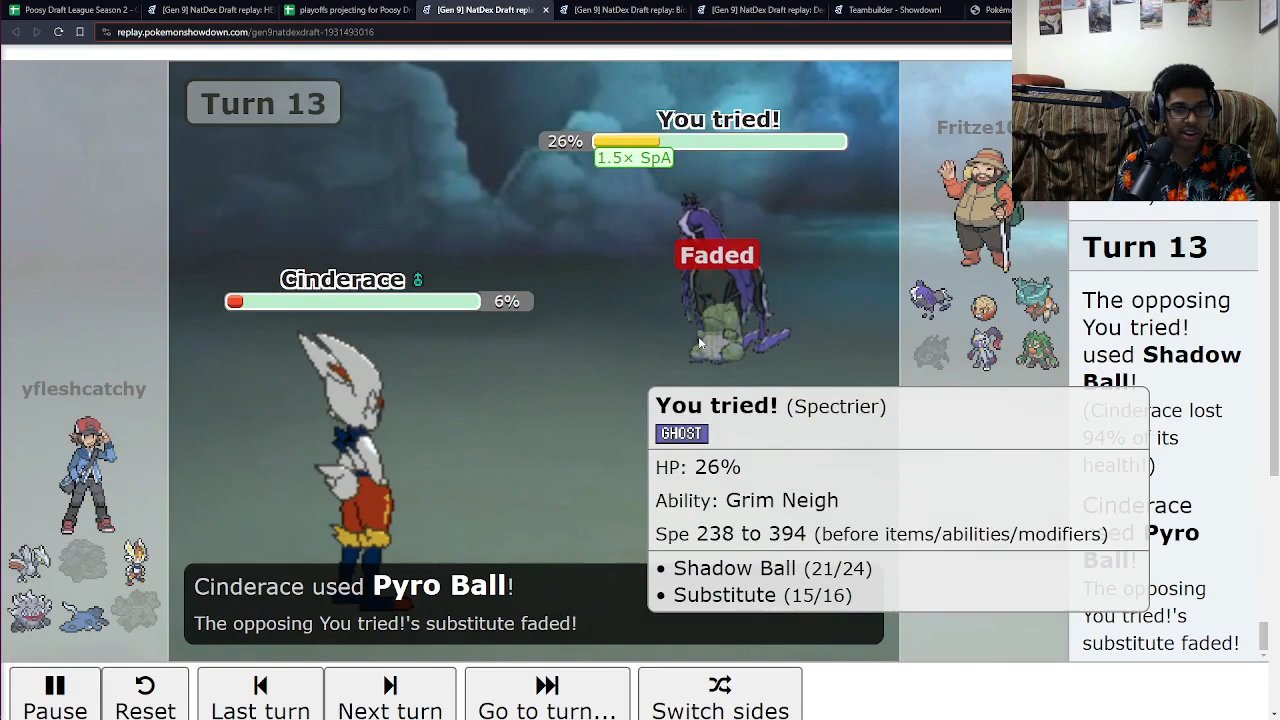 Poosy Draft League Season 2 -
[Gen 9] NatDex Draft replay: HE
playoffs projecting for Poosy D
[Gen 9] NatDex Draft repl
[Gen 9] NatDex Draft replay: Bio
[Gen 9] NatDex Draft replay: De
Teambuilder - Showdown!
Pokémo
replay.pokemonshowdown.com/gen9natdexdraft-1931493016
Turn 13
You tried!
26%
1.5× SpA
Faded
Cinderace
6%
yfleshcatchy
Fritze10
You tried! (Spectrier)
GHOST
HP: 26%
Ability: Grim Neigh
Spe 238 to 394 (before items/abilities/modifiers)
• Shadow Ball (21/24)
• Substitute (15/16)
Cinderace used Pyro Ball!
The opposing You tried!'s substitute faded!
Turn 13
The opposing
You tried!
used Shadow
Ball!
(Cinderace lost
94% of its
health!)
Cinderace
used Pyro
Ball!
The opposing
You tried!'s
substitute faded!
Pause
Reset
Last turn
Next turn
Go to turn...
Switch sides